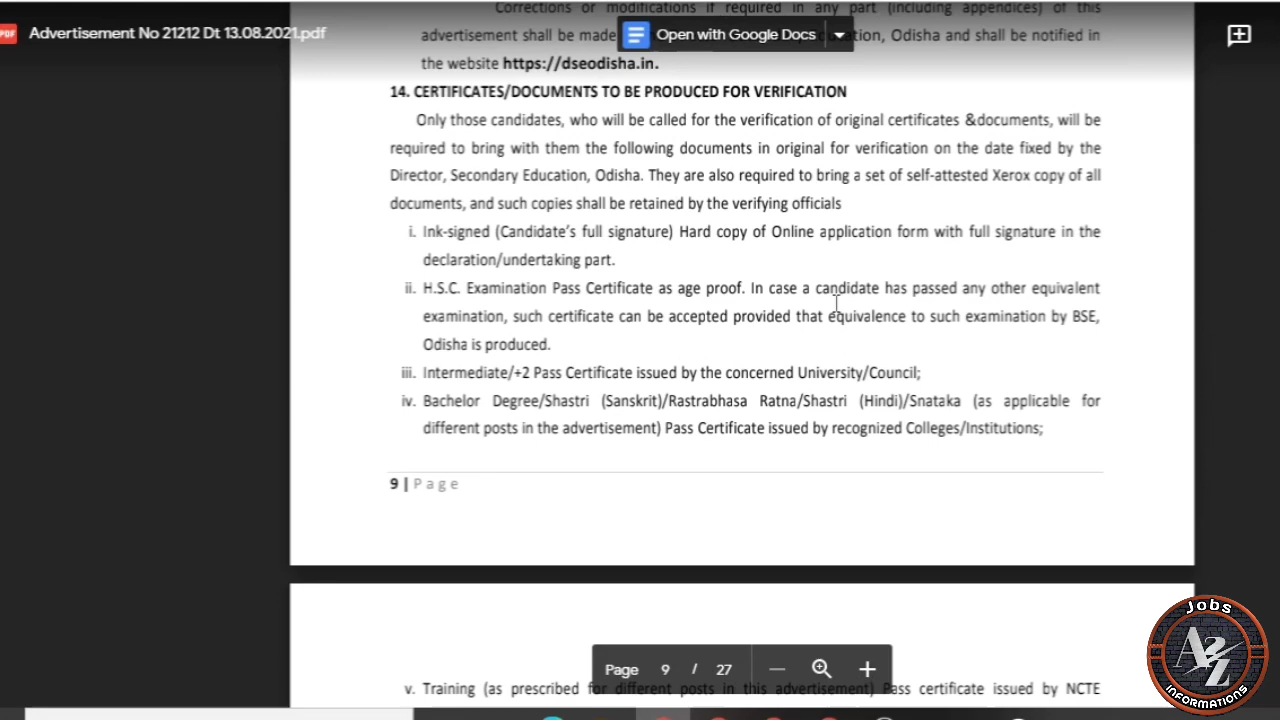 Corrections or modifications if required in any part (including appendices) of this
PDF Advertisement No 21212 Dt 13.08.2021.pdf
Open with Google Docs
advertisement shall be made ation, Odisha and shall be notified in
the website https://dseodisha.in.
14. CERTIFICATES/DOCUMENTS TO BE PRODUCED FOR VERIFICATION
Only those candidates, who will be called for the verification of original certificates &documents, will be
required to bring with them the following documents in original for verification on the date fixed by the
Director, Secondary Education, Odisha. They are also required to bring a set of self-attested Xerox copy of all
documents, and such copies shall be retained by the verifying officials
i. Ink-signed (Candidate's full signature) Hard copy of Online application form with full signature in the
declaration/undertaking part.
ii. H.S.C. Examination Pass Certificate as age proof. In case a candidate has passed any other equivalent
examination, such certificate can be accepted provided that equivalence to such examination by BSE,
Odisha is produced.
iii. Intermediate/+2 Pass Certificate issued by the concerned University/Council;
iv. Bachelor Degree/Shastri (Sanskrit)/Rastrabhasa Ratna/Shastri (Hindi)/Snataka (as applicable for
different posts in the advertisement) Pass Certificate issued by recognized Colleges/Institutions;
9 | Page
Page 9 / 27
v. Training (as prescribed for different posts in this advertisement) Pass certificate issued by NCTE
Jobs
A2Z
INFORMATIONS